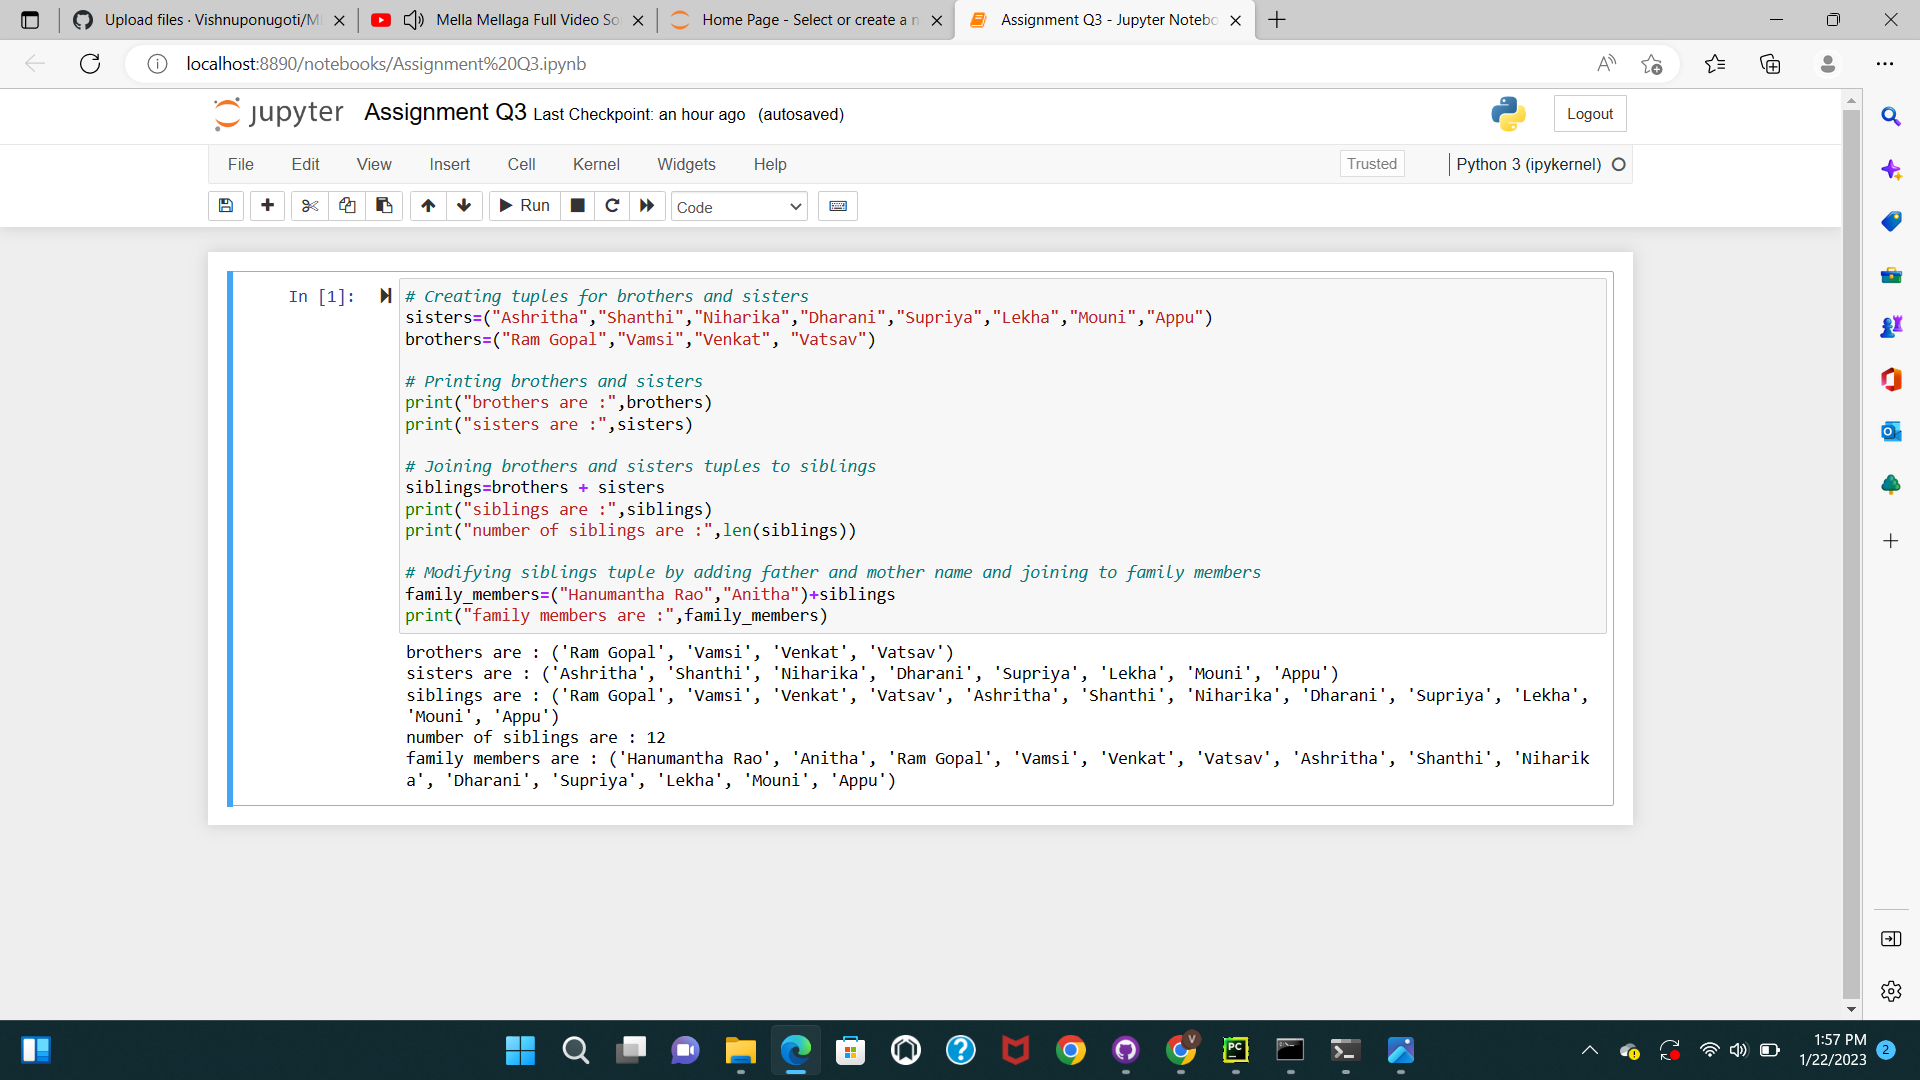 Upload files · Vishnuponugoti/M
Mella Mellaga Full Video So
Home Page - Select or create a n
Assignment Q3 - Jupyter Notebo
localhost:8890/notebooks/Assignment%20Q3.ipynb
jupyter Assignment Q3 Last Checkpoint: an hour ago (autosaved)
Logout
File Edit View Insert Cell Kernel Widgets Help
Trusted
Python 3 (ipykernel)
Run
Code
In [1]:
# Creating tuples for brothers and sisters
sisters=("Ashritha","Shanthi","Niharika","Dharani","Supriya","Lekha","Mouni","Appu")
brothers=("Ram Gopal","Vamsi","Venkat", "Vatsav")
# Printing brothers and sisters
print("brothers are :",brothers)
print("sisters are :",sisters)
# Joining brothers and sisters tuples to siblings
siblings=brothers + sisters
print("siblings are :",siblings)
print("number of siblings are :",len(siblings))
# Modifying siblings tuple by adding father and mother name and joining to family members
family_members=("Hanumantha Rao","Anitha")+siblings
print("family members are :",family_members)
brothers are : ('Ram Gopal', 'Vamsi', 'Venkat', 'Vatsav')
sisters are : ('Ashritha', 'Shanthi', 'Niharika', 'Dharani', 'Supriya', 'Lekha', 'Mouni', 'Appu')
siblings are : ('Ram Gopal', 'Vamsi', 'Venkat', 'Vatsav', 'Ashritha', 'Shanthi', 'Niharika', 'Dharani', 'Supriya', 'Lekha',
'Mouni', 'Appu')
number of siblings are : 12
family members are : ('Hanumantha Rao', 'Anitha', 'Ram Gopal', 'Vamsi', 'Venkat', 'Vatsav', 'Ashritha', 'Shanthi', 'Niharik
a', 'Dharani', 'Supriya', 'Lekha', 'Mouni', 'Appu')
V
PC
1:57 PM
1/22/2023
2